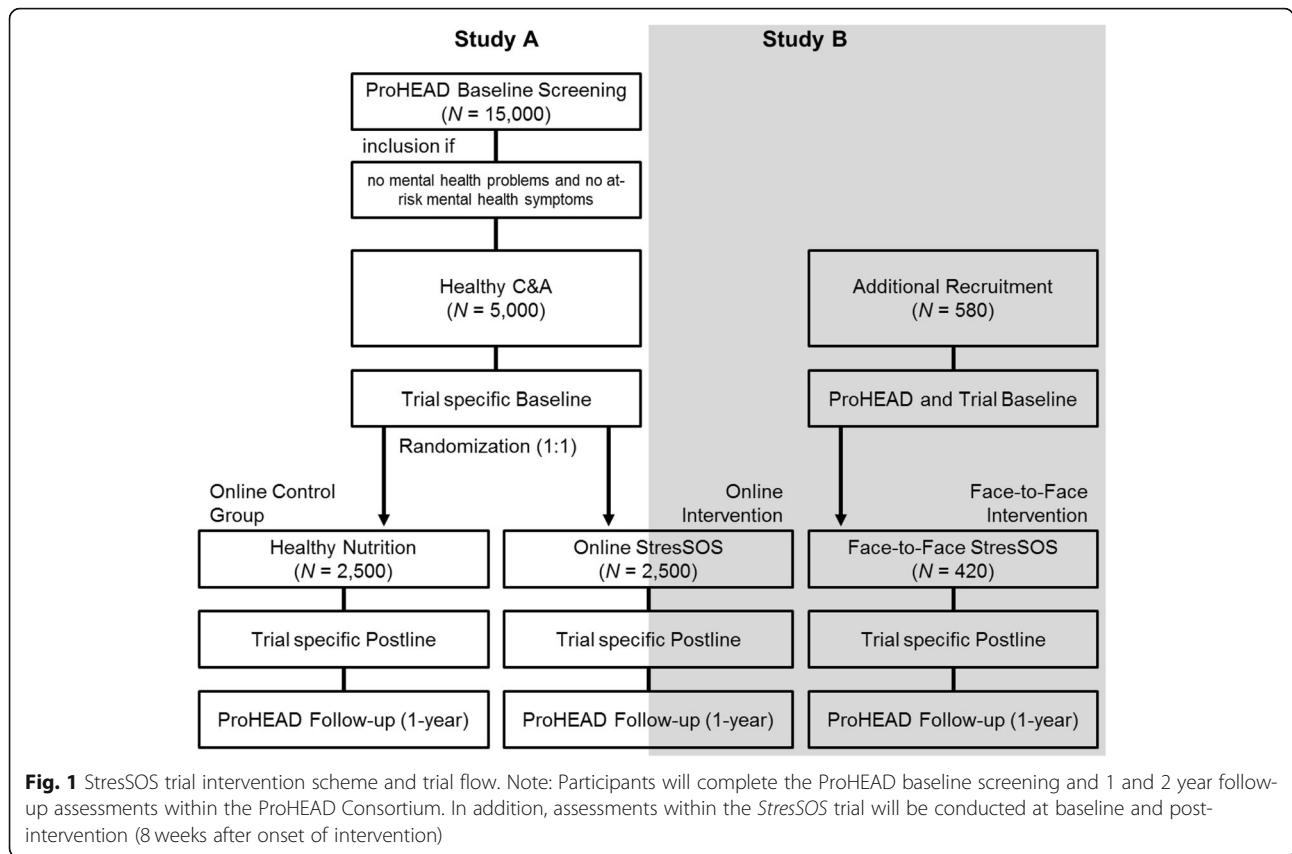 Study A
Study B
ProHEAD Baseline Screening
(N = 15,000)
inclusion if
no mental health problems and no at-
risk mental health symptoms
Healthy C&A
(N = 5,000)
Additional Recruitment
(N = 580)
Trial specific Baseline
ProHEAD and Trial Baseline
Randomization (1:1)
Online Control
Group
Online
Intervention
Face-to-Face
Intervention
Healthy Nutrition
(N = 2,500)
Online StresSOS
(N = 2,500)
Face-to-Face StresSOS
(N = 420)
Trial specific Postline
Trial specific Postline
Trial specific Postline
ProHEAD Follow-up (1-year)
ProHEAD Follow-up (1-year)
ProHEAD Follow-up (1-year)
Fig. 1 StresSOS trial intervention scheme and trial flow. Note: Participants will complete the ProHEAD baseline screening and 1 and 2 year follow-
up assessments within the ProHEAD Consortium. In addition, assessments within the StresSOS trial will be conducted at baseline and post-
intervention (8 weeks after onset of intervention)